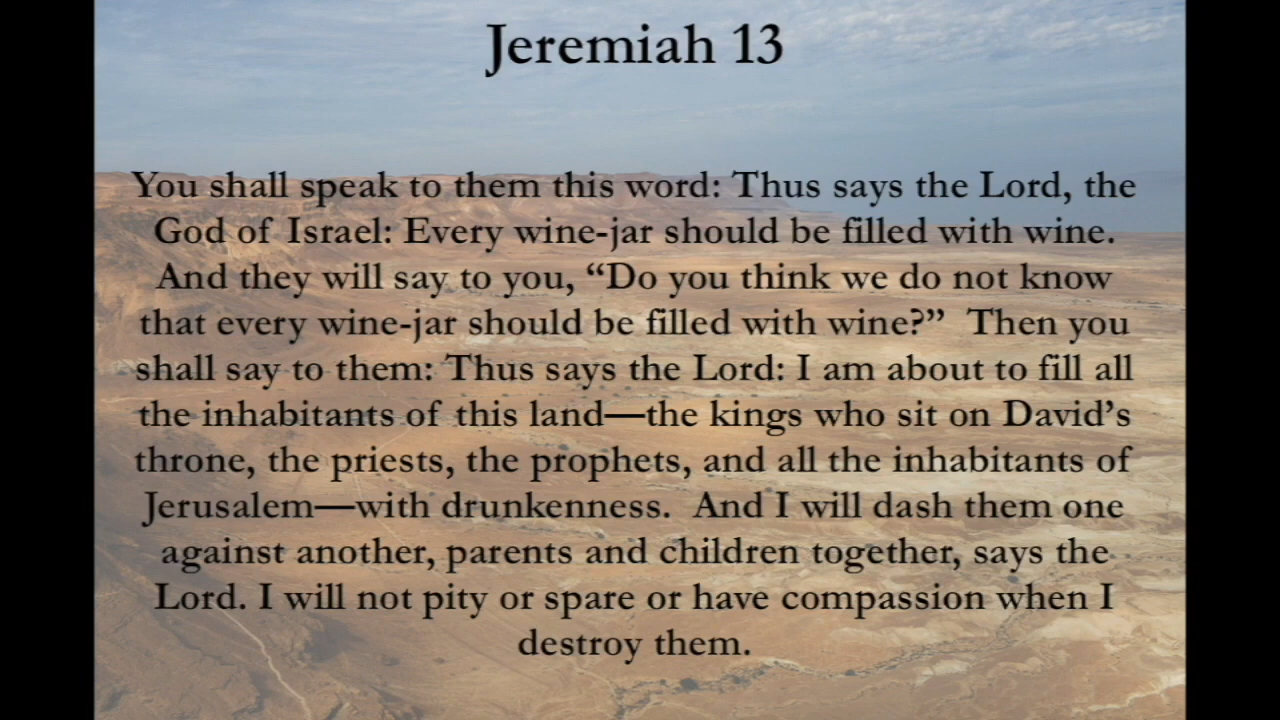 Jeremiah 13
You shall speak to them this word: Thus says the Lord, the
God of Israel: Every wine-jar should be filled with wine.
And they will say to you, “Do you think we do not know
that every wine-jar should be filled with wine?”  Then you
shall say to them: Thus says the Lord: I am about to fill all
the inhabitants of this land—the kings who sit on David’s
throne, the priests, the prophets, and all the inhabitants of
Jerusalem—with drunkenness.  And I will dash them one
against another, parents and children together, says the
Lord. I will not pity or spare or have compassion when I
destroy them.